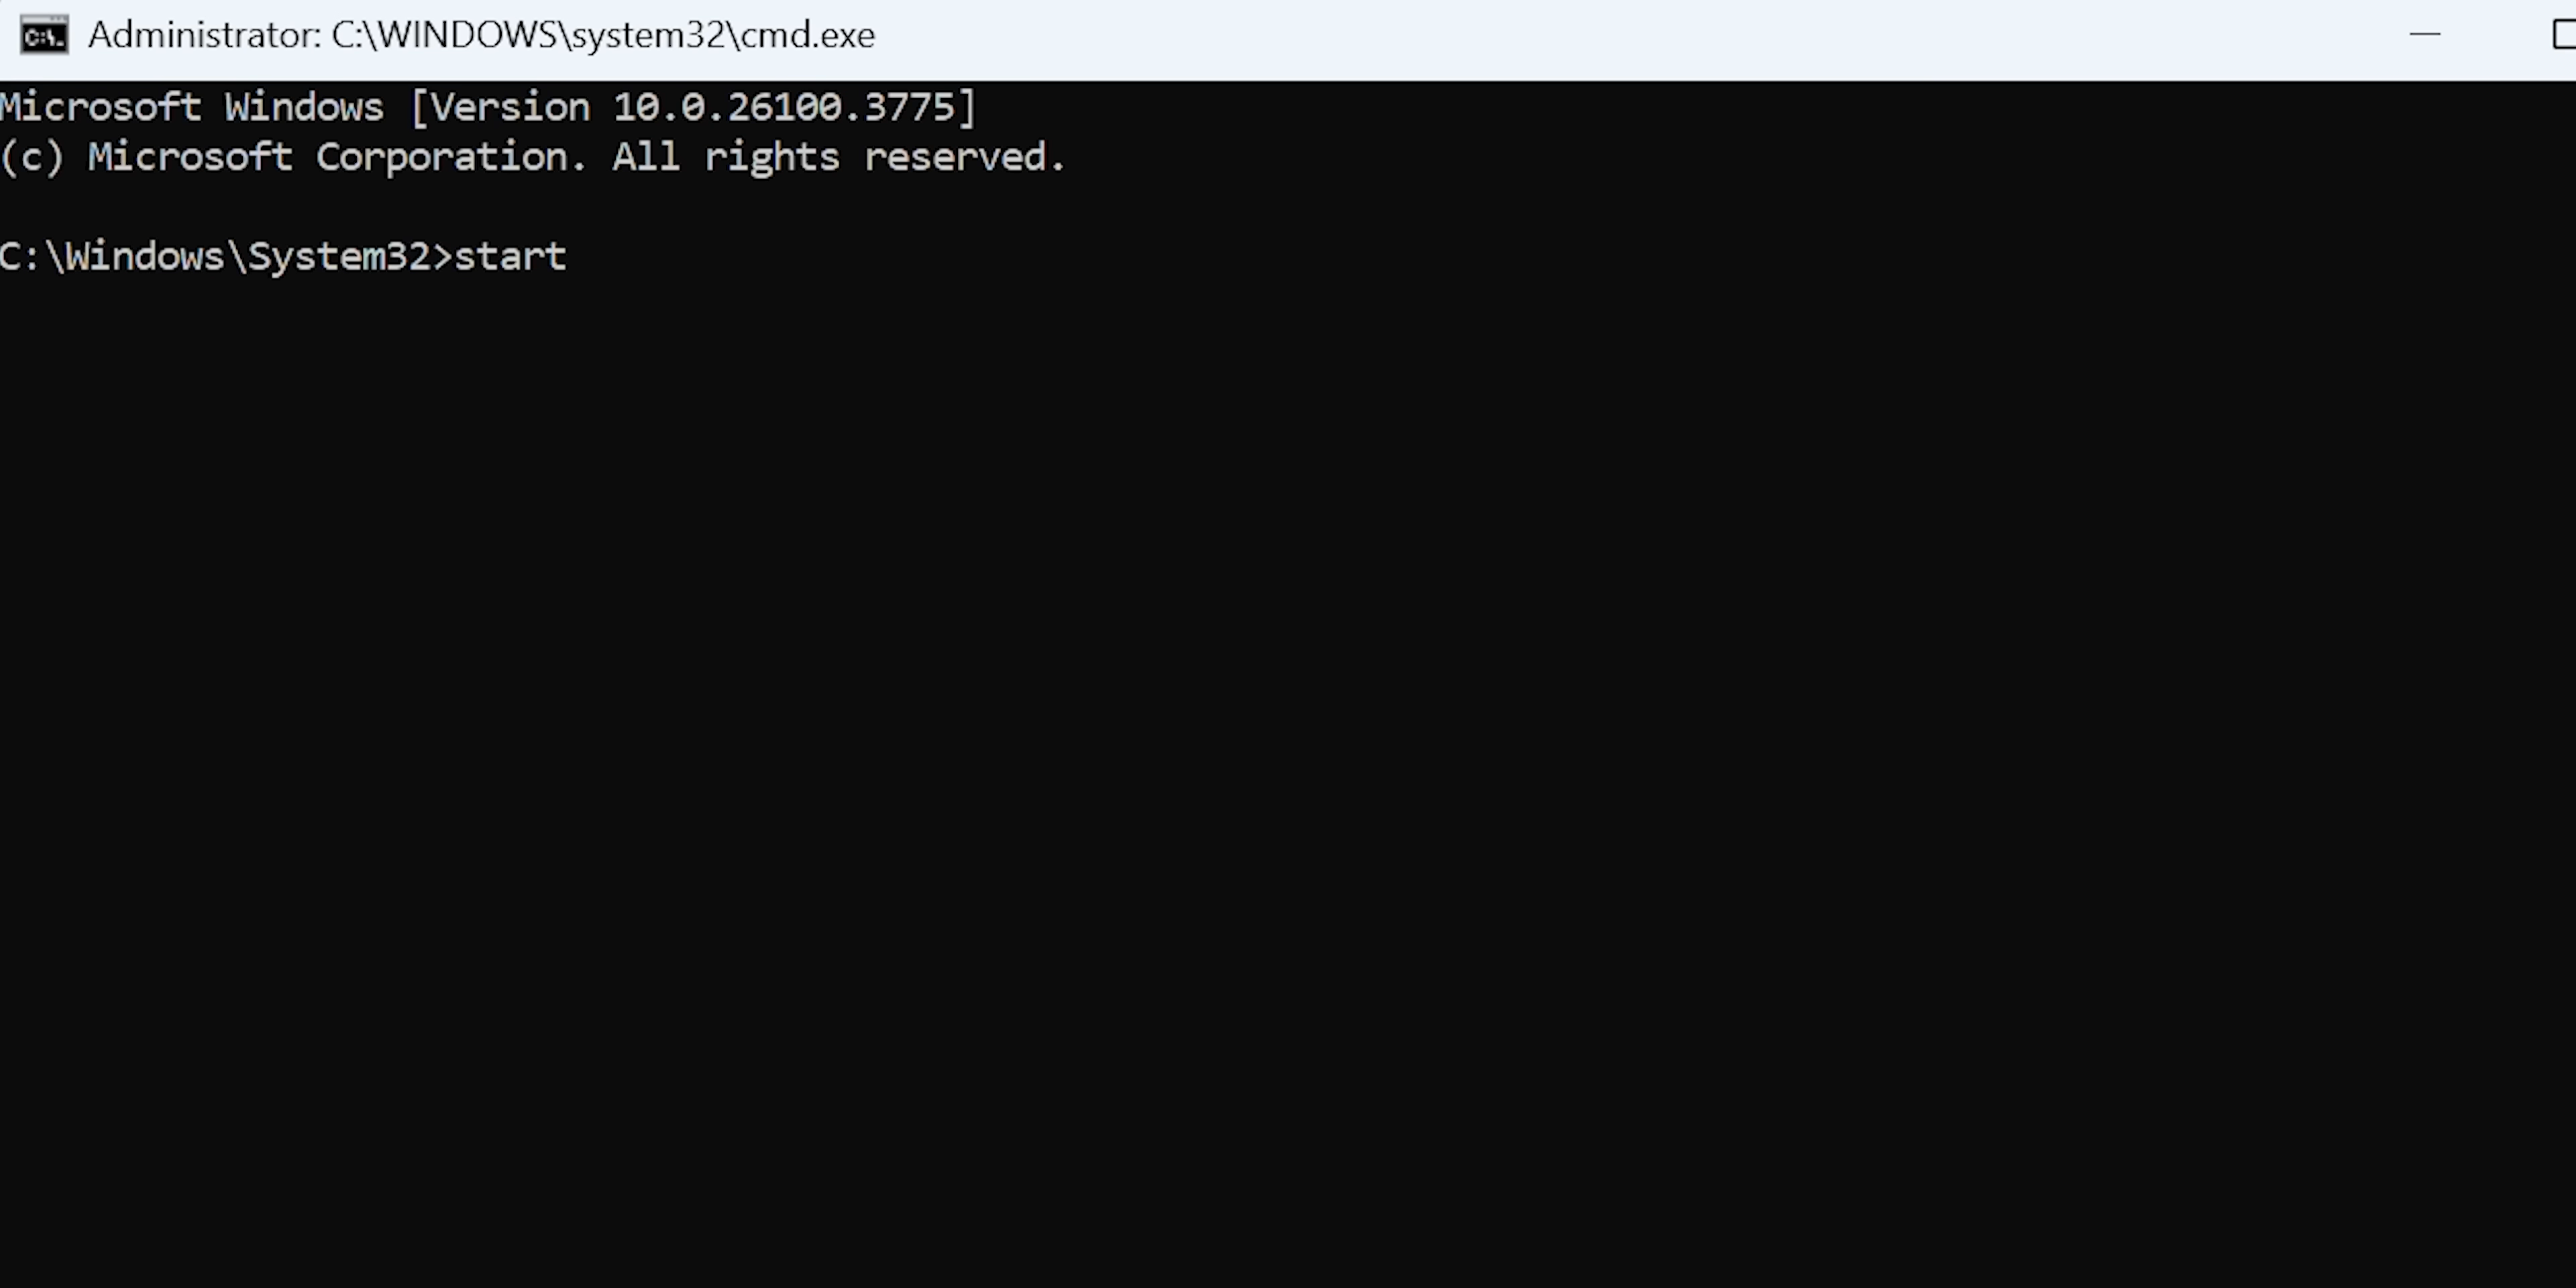 Administrator: C:\WINDOWS\system32\cmd.exe
Microsoft Windows [Version 10.0.26100.3775]
(c) Microsoft Corporation. All rights reserved.
C:\Windows\System32>start